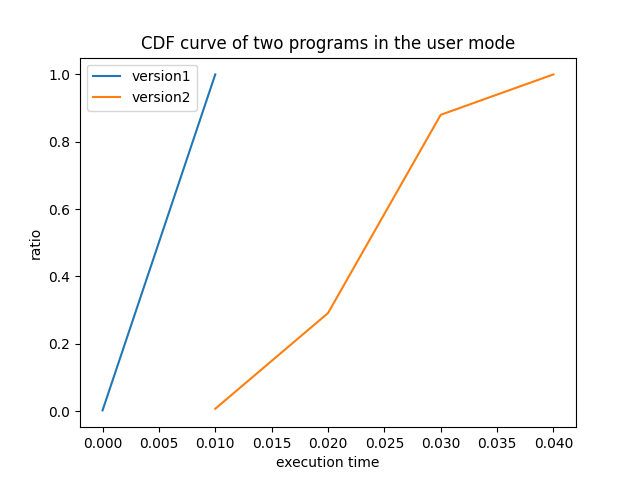 CDF curve of two programs in the user mode
version1
version2
ratio
1.0
0.8
0.6
0.4
0.2
0.0
0.000 0.005 0.010 0.015 0.020 0.025 0.030 0.035 0.040
execution time